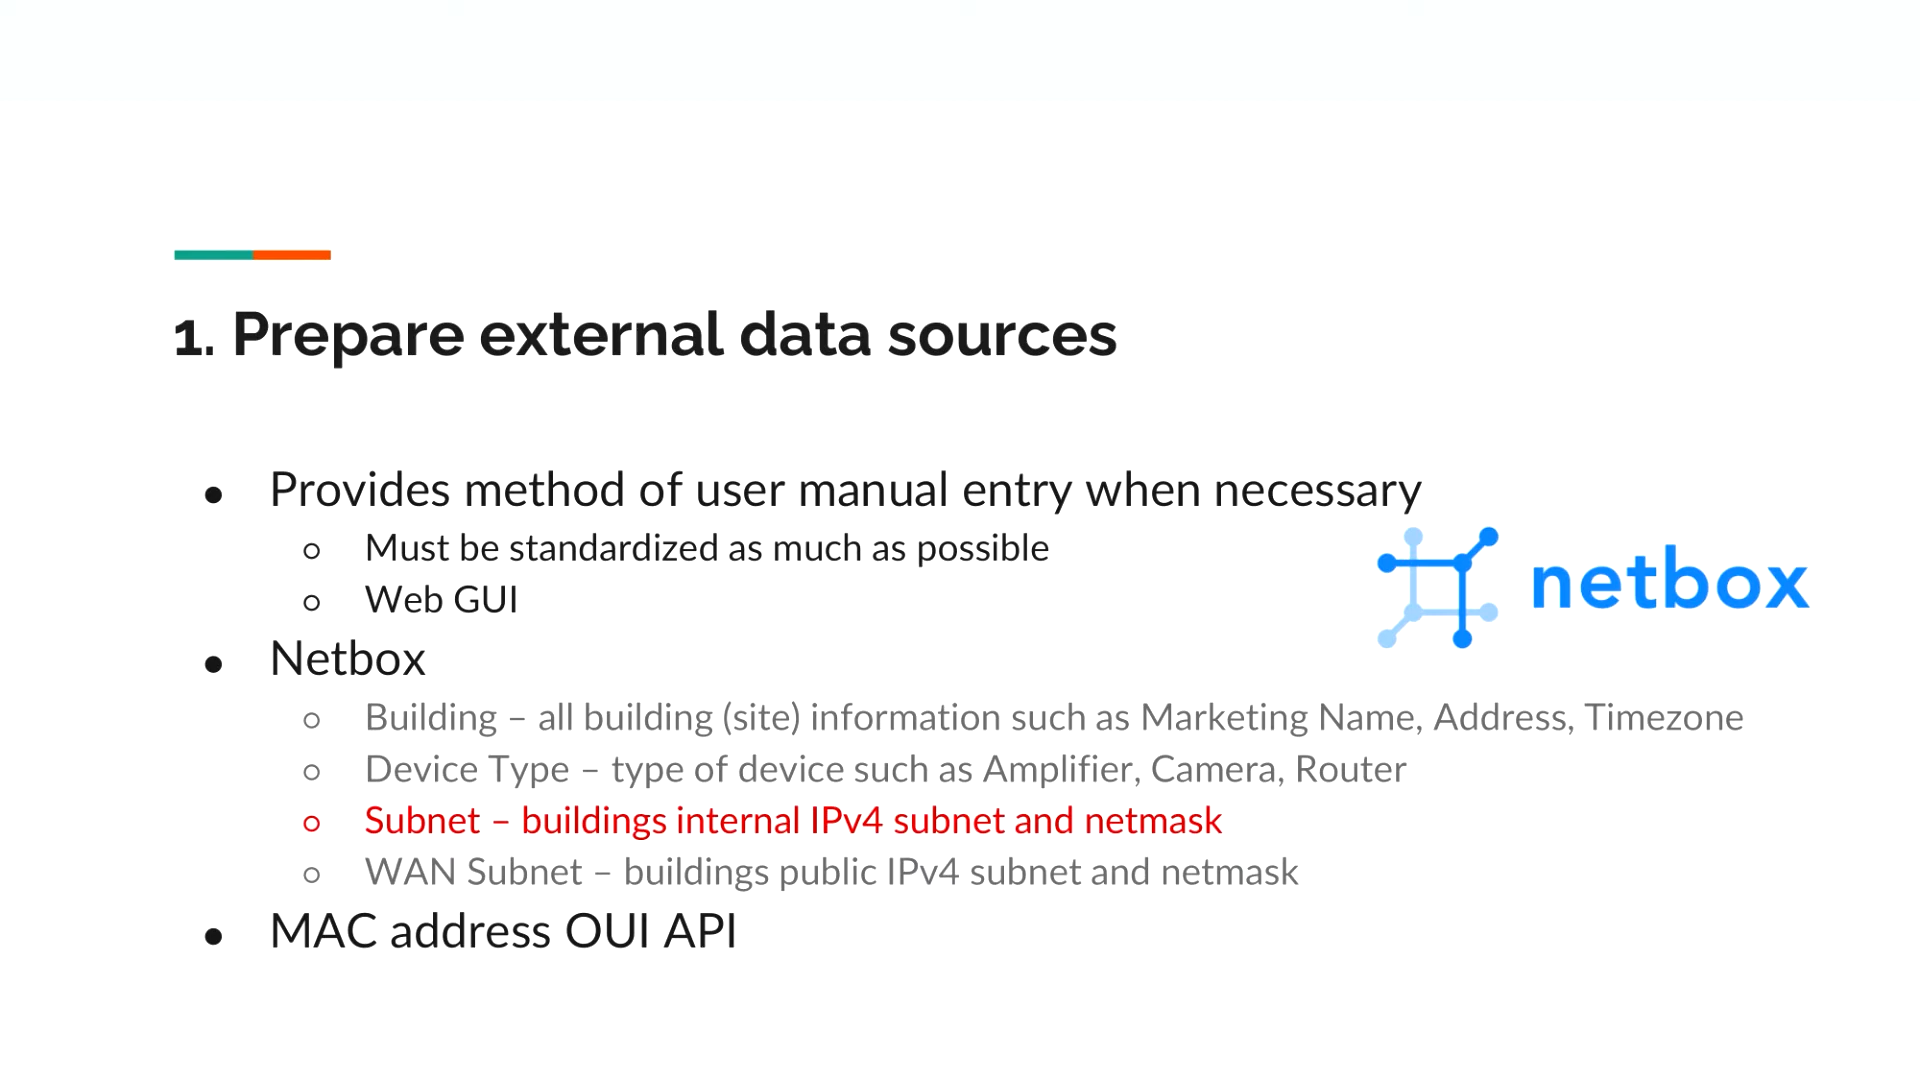 1. Prepare external data sources
● Provides method of user manual entry when necessary
○ Must be standardized as much as possible
○ Web GUI
netbox
● Netbox
○ Building – all building (site) information such as Marketing Name, Address, Timezone
○ Device Type – type of device such as Amplifier, Camera, Router
○ Subnet – buildings internal IPv4 subnet and netmask
○ WAN Subnet – buildings public IPv4 subnet and netmask
● MAC address OUI API